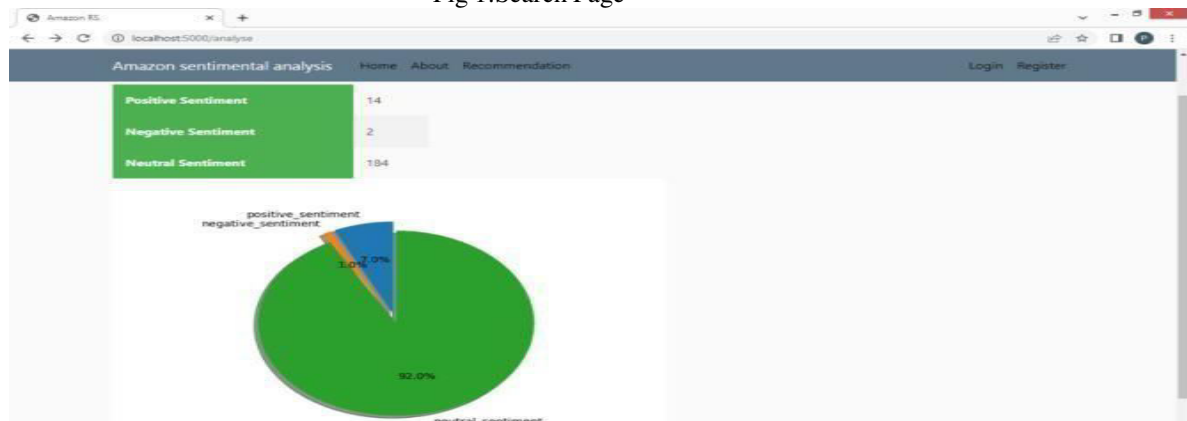 Fig 1.Search Page
Amazon RS.
localhost:5000/analyse
P
Amazon sentimental analysis Home About Recommendation Login Register
Positive Sentiment 14
Negative Sentiment 2
Neutral Sentiment 184
positive_sentiment
negative_sentiment
1.0% 7.0%
92.0%
neutral_sentiment